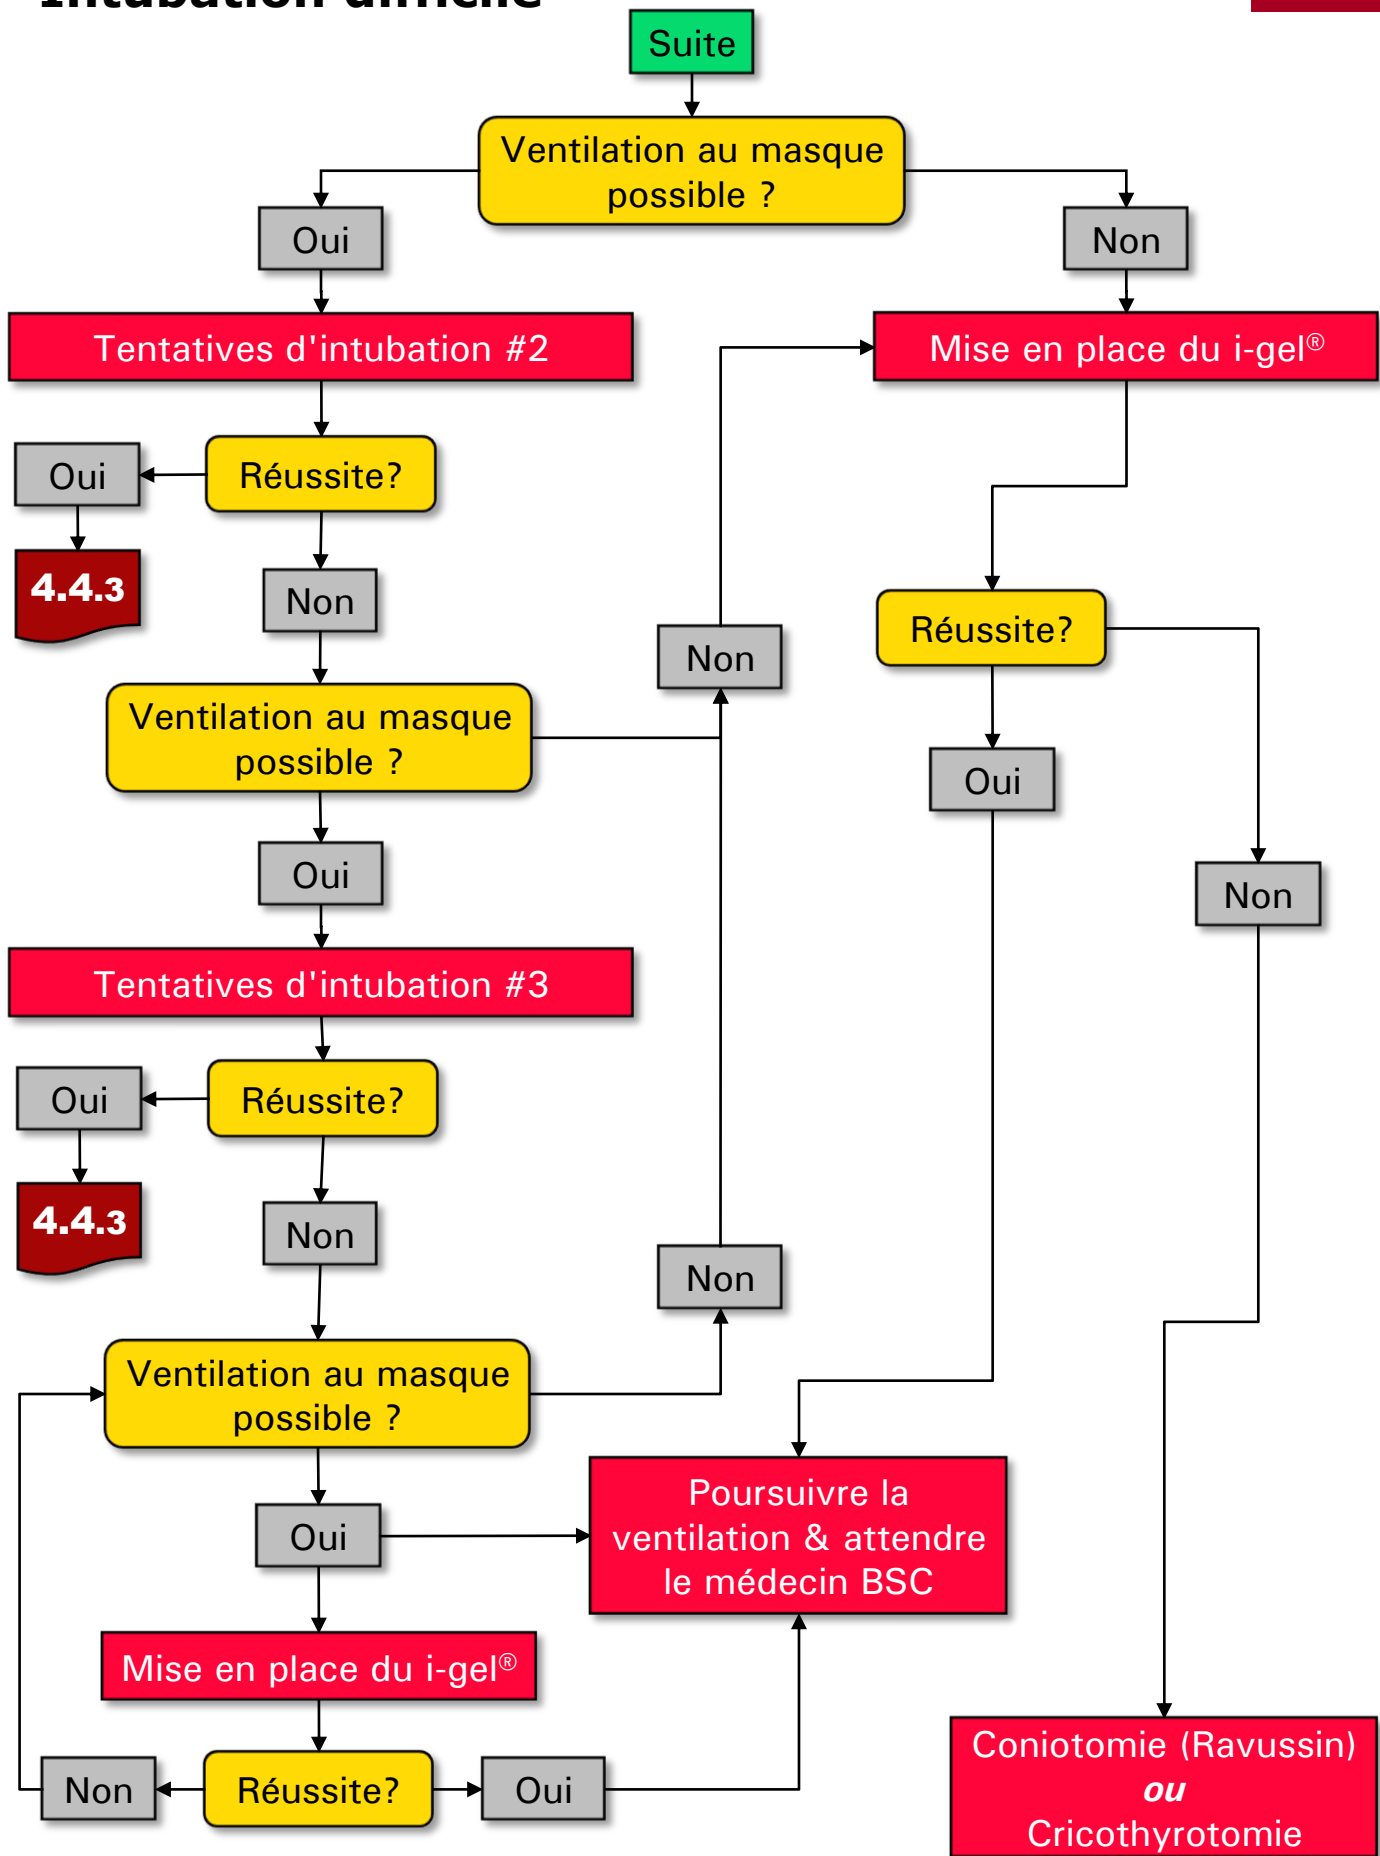 Intubation difficile
Suite
Ventilation au masque
possible ?
Oui
Non
Tentatives d'intubation #2
Mise en place du i-gel®
Oui
Réussite?
4.4.3
Non
Réussite?
Non
Ventilation au masque
possible ?
Oui
Oui
Non
Tentatives d'intubation #3
Oui
Réussite?
4.4.3
Non
Non
Ventilation au masque
possible ?
Oui
Poursuivre la
ventilation & attendre
le médecin BSC
Mise en place du i-gel®
Non
Réussite?
Oui
Coniotomie (Ravussin)
ou
Cricothyrotomie